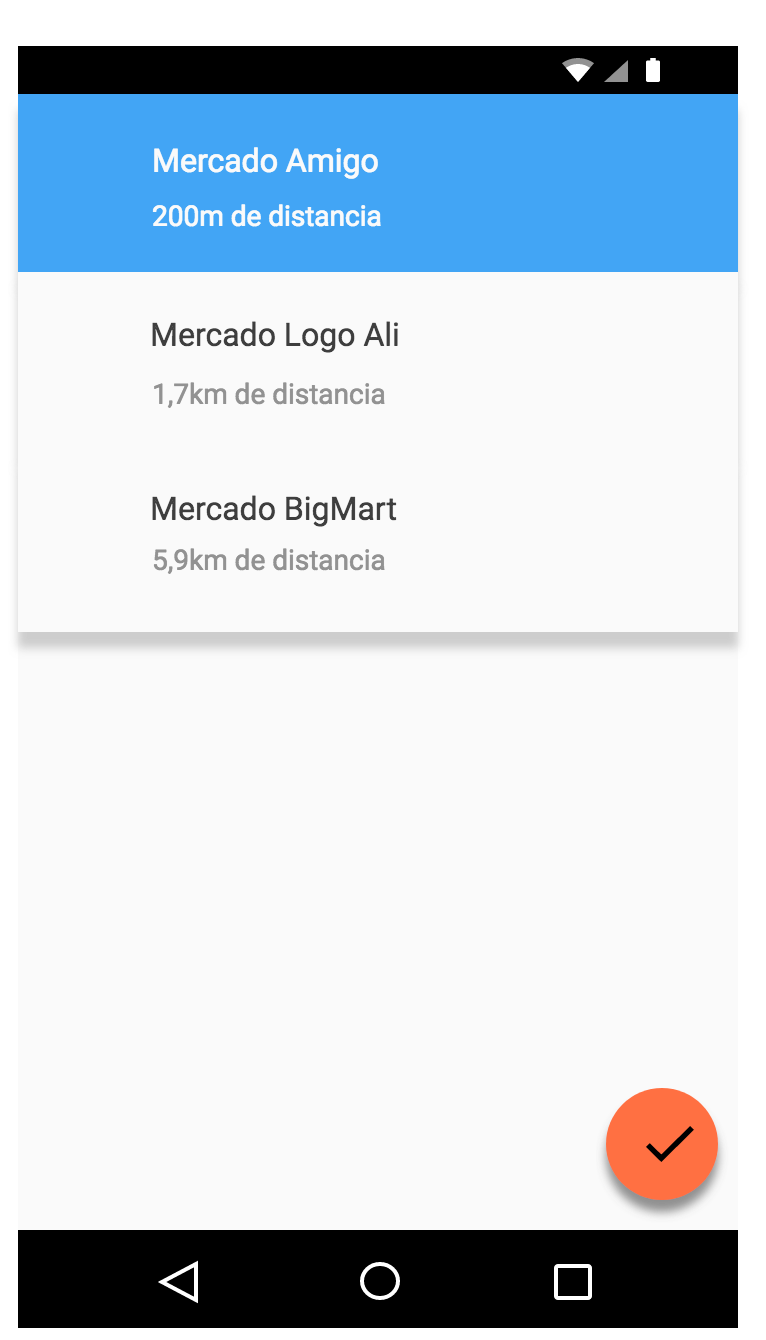 Mercado Amigo
200m de distancia
Mercado Logo Ali
1,7km de distancia
Mercado BigMart
5,9km de distancia